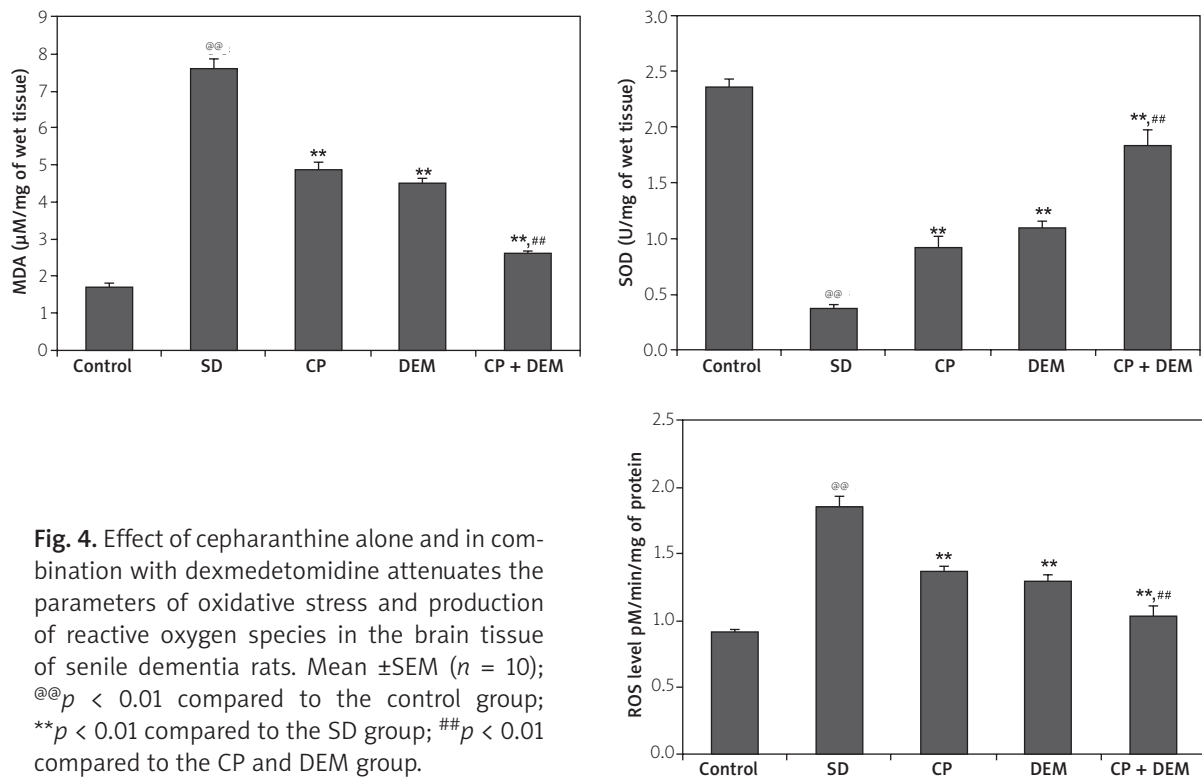 9
8
7
6
5
4
3
2
1
0
MDA (μM/mg of wet tissue)
@@
**
**
**,##
Control SD CP DEM CP + DEM
3.0
2.5
2.0
1.5
1.0
0.5
0.0
SOD (U/mg of wet tissue)
@@
**
**
**,##
Control SD CP DEM CP + DEM
2.5
2.0
1.5
1.0
0.5
0.0
ROS level pM/min/mg of protein
@@
**
**
**,##
Control SD CP DEM CP + DEM
Fig. 4. Effect of cepharanthine alone and in com-
bination with dexmedetomidine attenuates the
parameters of oxidative stress and production
of reactive oxygen species in the brain tissue
of senile dementia rats. Mean ±SEM (n = 10);
@@p < 0.01 compared to the control group;
**p < 0.01 compared to the SD group; ##p < 0.01
compared to the CP and DEM group.